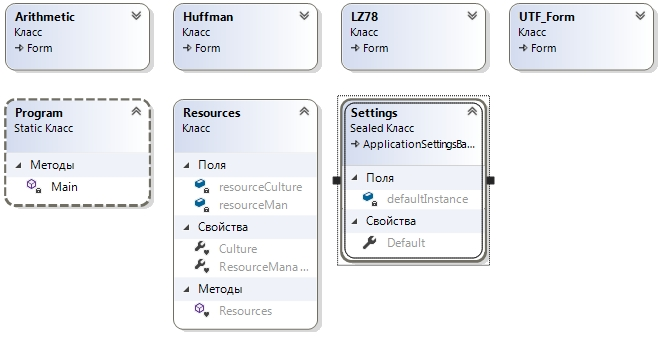 Arithmetic
Класс
Form
Huffman
Класс
Form
LZ78
Класс
Form
UTF_Form
Класс
Form
Program
Static Класс
Методы
Main
Resources
Класс
Поля
resourceCulture
resourceMan
Свойства
Culture
ResourceMana...
Методы
Resources
Settings
Sealed Класс
ApplicationSettingsBa...
Поля
defaultInstance
Свойства
Default